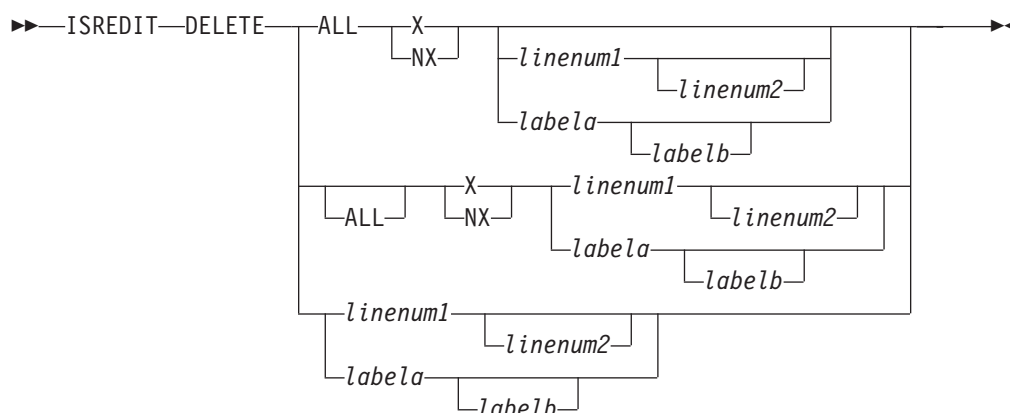 ISREDIT DELETE ALL X
NX
linenum1
linenum2
labela
labelb
X linenum1
ALL NX linenum2
labela
labelb
linenum1
linenum2
labela
labelb